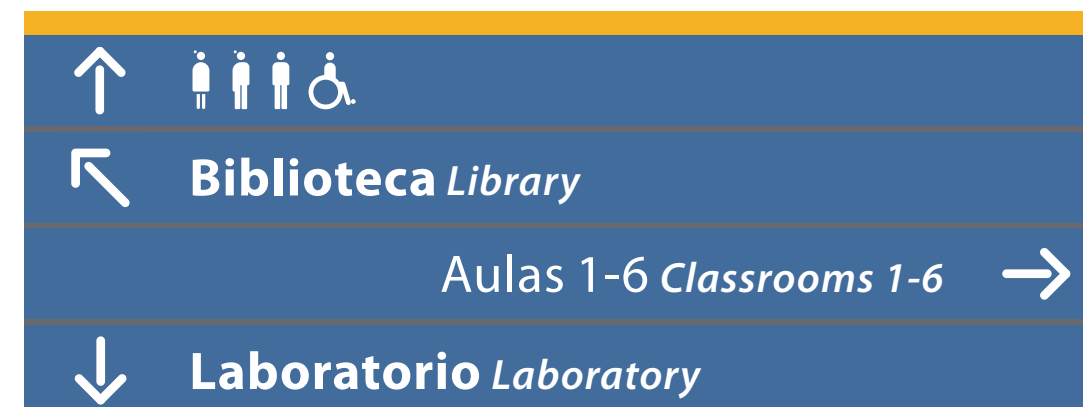 Biblioteca Library
Aulas 1-6 Classrooms 1-6
Laboratorio Laboratory